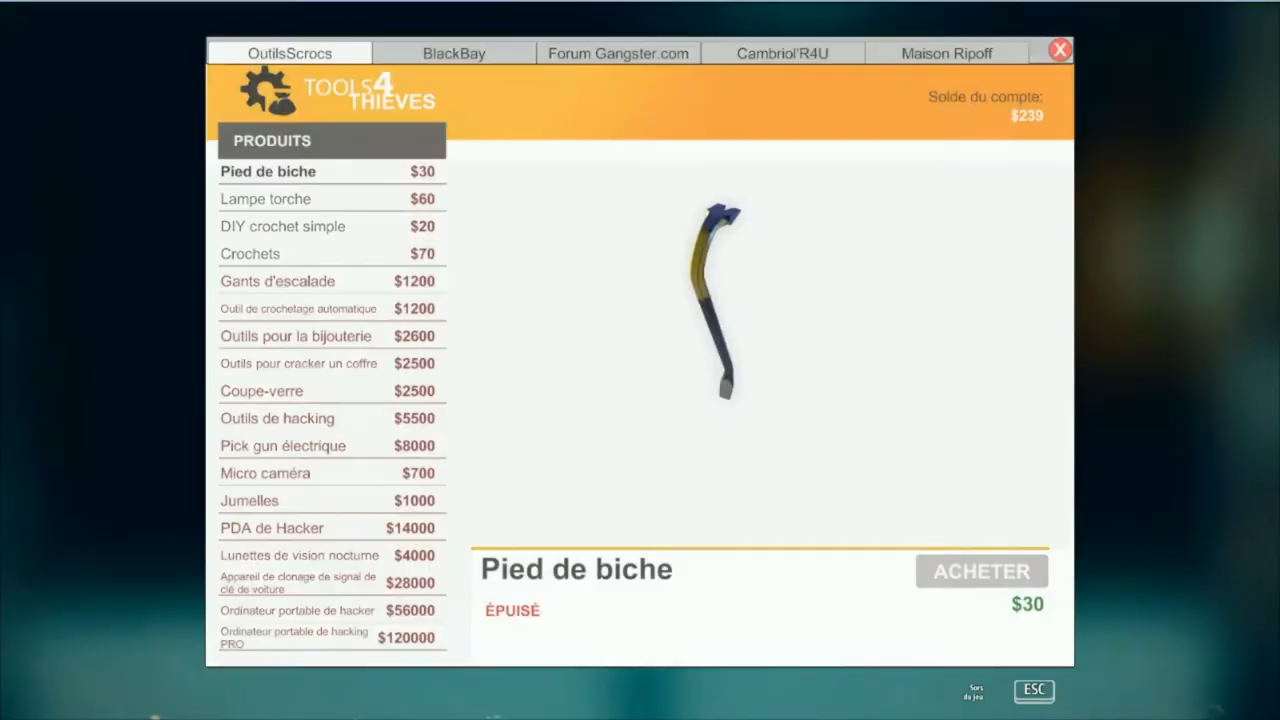 OutilsScrocs BlackBay Forum Gangster.com Cambriol'R4U Maison Ripoff X
TOOLS4
THIEVES
Solde du compte:
$239
PRODUITS
Pied de biche $30
Lampe torche $60
DIY crochet simple $20
Crochets $70
Gants d'escalade $1200
Outil de crochetage automatique $1200
Outils pour la bijouterie $2600
Outils pour cracker un coffre $2500
Coupe-verre $2500
Outils de hacking $5500
Pick gun électrique $8000
Micro caméra $700
Jumelles $1000
PDA de Hacker $14000
Lunettes de vision nocturne $4000
Appareil de clonage de signal de
clé de voiture $28000
Ordinateur portable de hacker $56000
Ordinateur portable de hacking
PRO $120000
Pied de biche
ACHETER
ÉPUISÉ
$30
Sors
du jeu
ESC